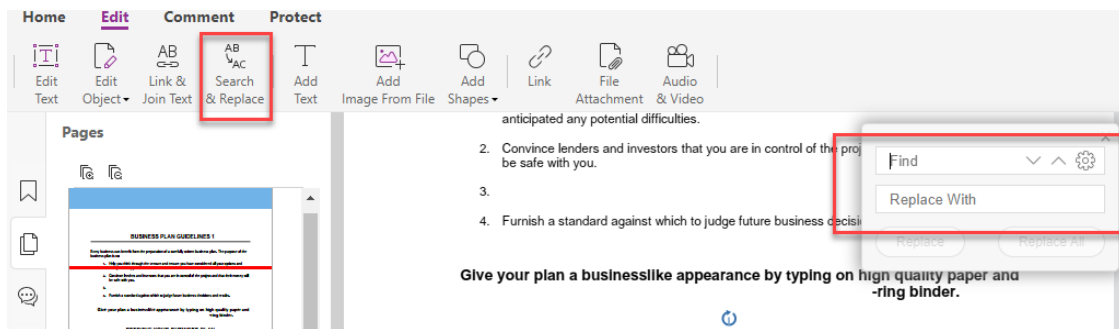 Home Edit Comment Protect
Edit Text
Edit Object
AB
Link & Join Text
AB AC
Search & Replace
T
Add Text
Add Image From File
Add Shapes
Link
File Attachment
Audio & Video
Pages
BUSINESS PLAN GUIDELINES 1
anticipated any potential difficulties.
2. Convince lenders and investors that you are in control of the proj
be safe with you.
3.
4. Furnish a standard against which to judge future business decisi
Give your plan a businesslike appearance by typing on high quality paper and
-ring binder.
Find
Replace With
Replace Replace All